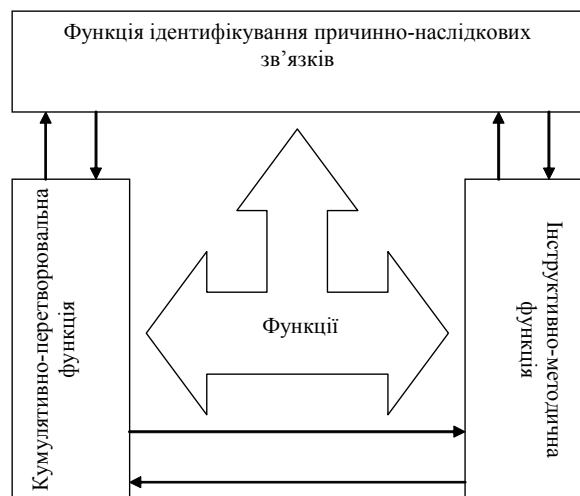 Функція ідентифікування причинно-наслідкових
зв’язків
Кумулятивно-перетворювальна
функція
Функції
Інструктивно-методична
функція